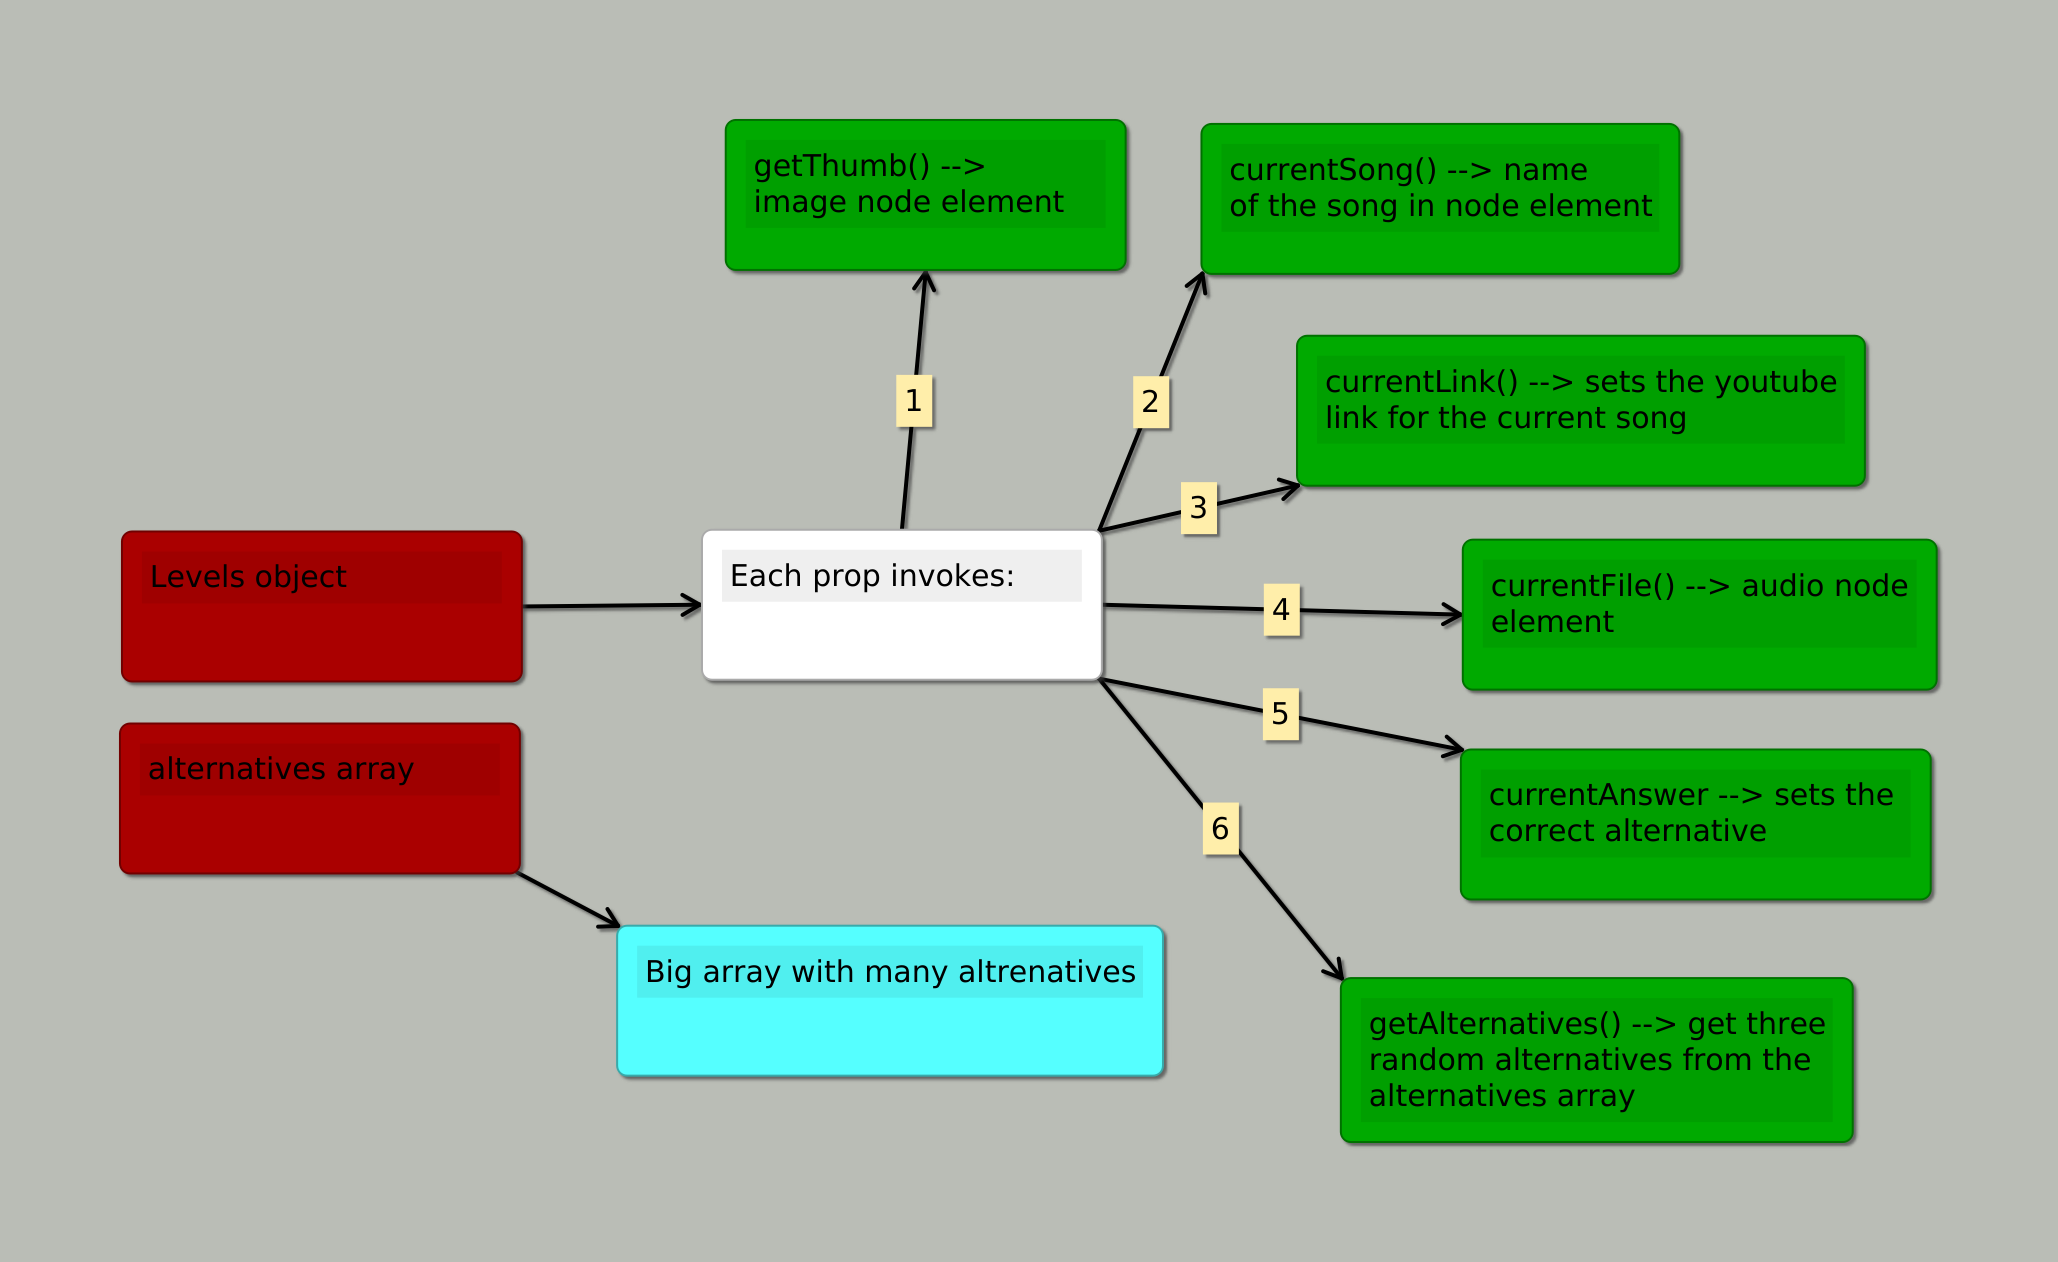 getThumb() -->
image node element
currentSong() --> name
of the song in node element
1
2
currentLink() --> sets the youtube
link for the current song
3
Levels object
Each prop invokes:
4
currentFile() --> audio node
element
5
alternatives array
currentAnswer --> sets the
correct alternative
6
Big array with many altrenatives
getAlternatives() --> get three
random alternatives from the
alternatives array